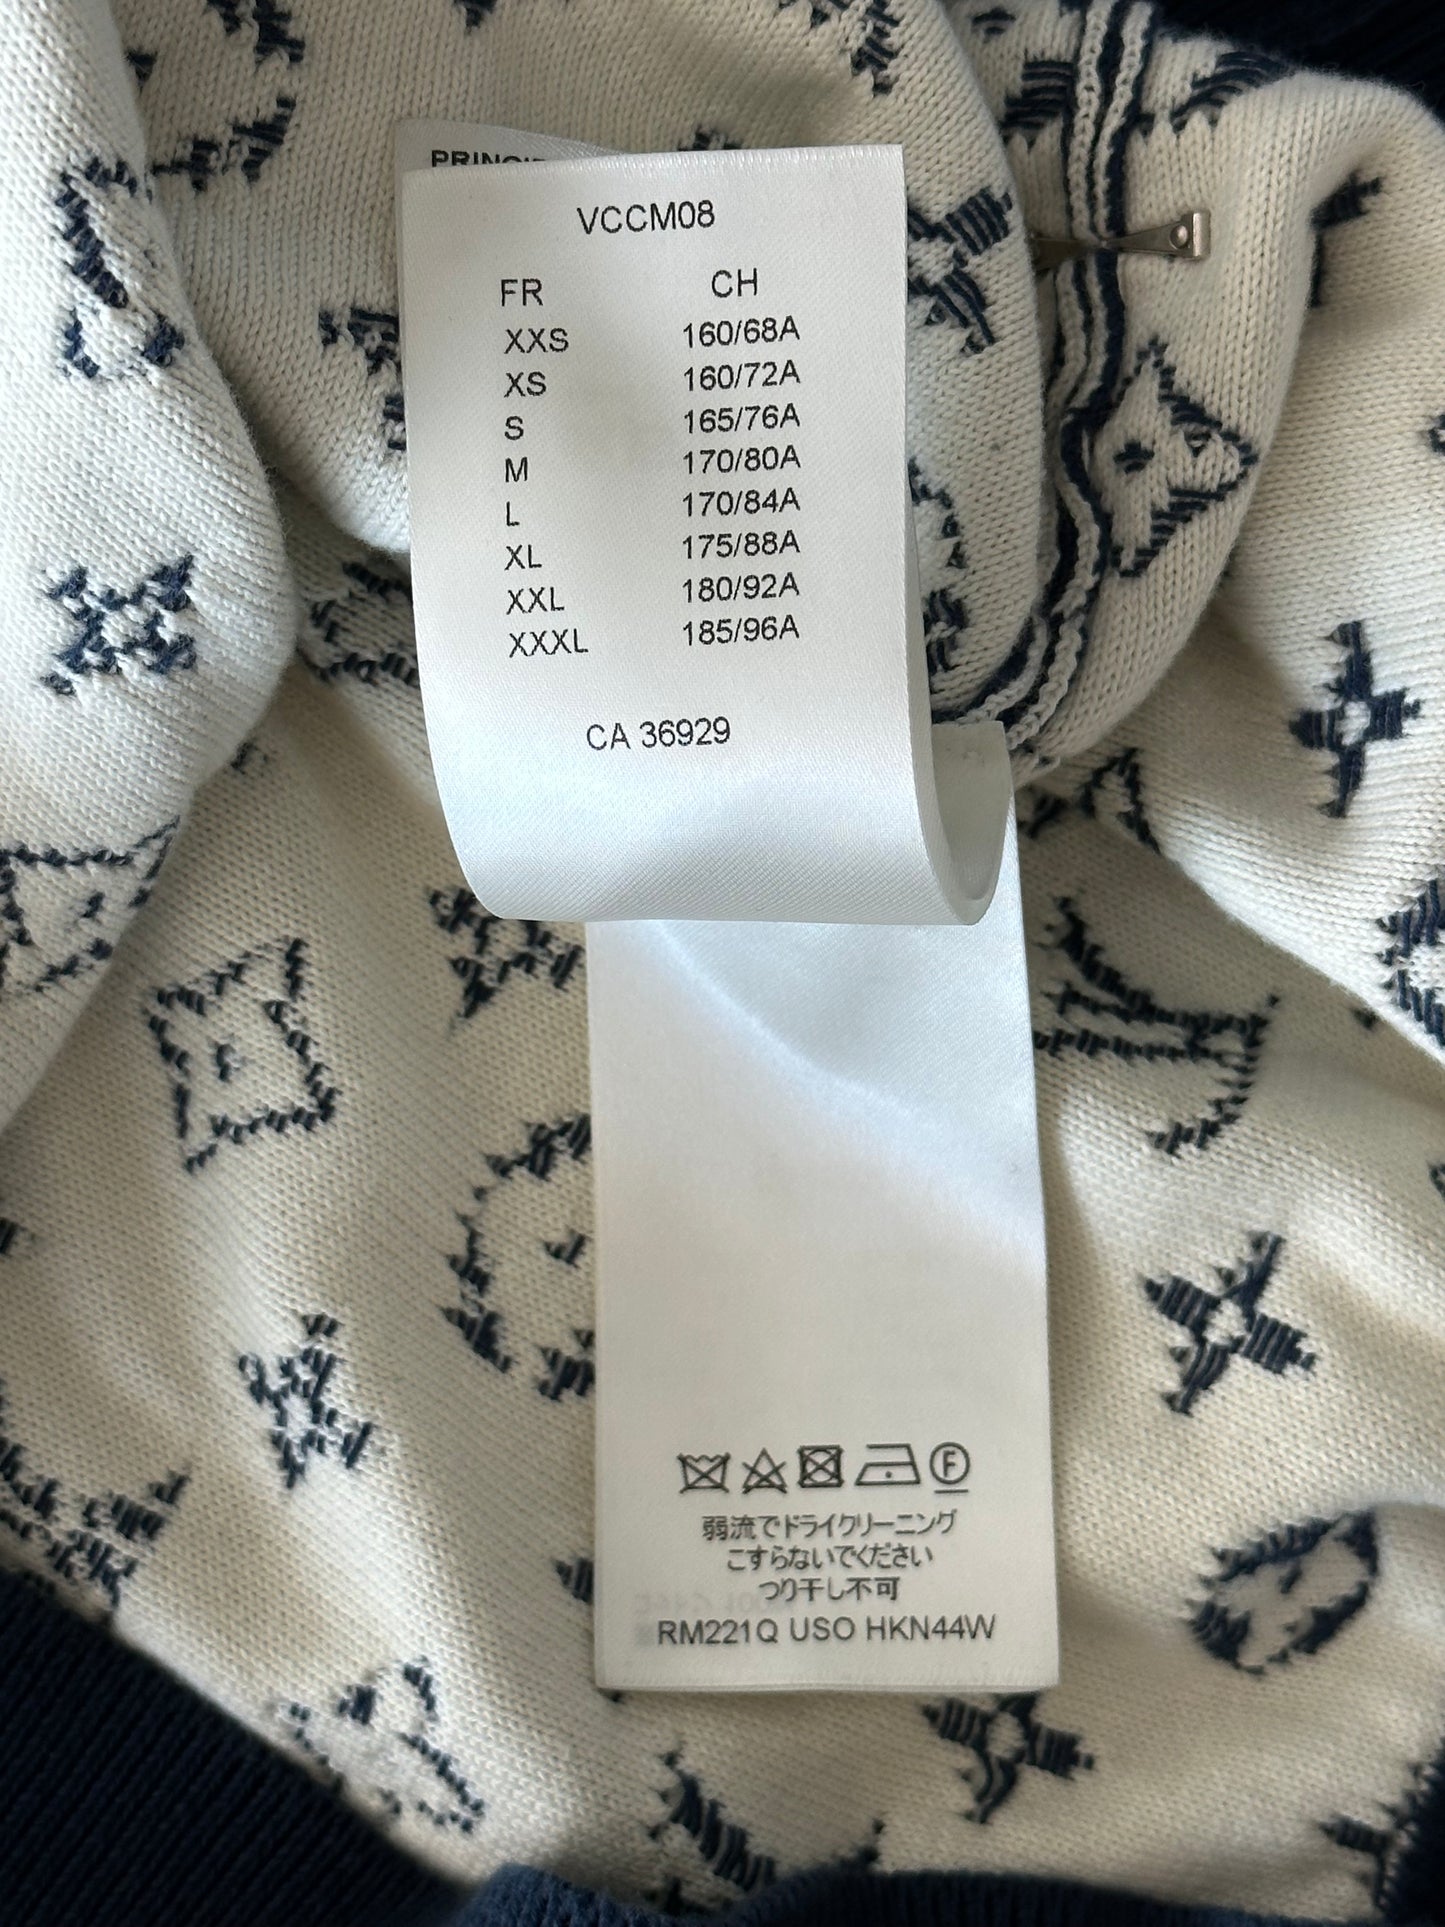 VCCM08
FR CH
XXS 160/68A
XS 160/72A
S 165/76A
M 170/80A
L 170/84A
XL 175/88A
XXL 180/92A
XXXL 185/96A
CA 36929
F
弱流でドライクリーニング
こすらないでください
つり干し不可
RM221Q USO HKN44W